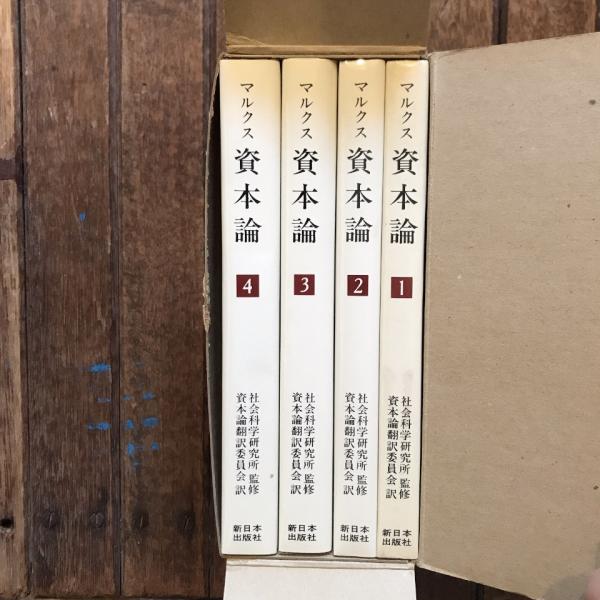 マルクス
資本論
4
社会科学研究所 監修
資本論翻訳委員会 訳
新日本
出版社
マルクス
資本論
3
社会科学研究所 監修
資本論翻訳委員会 訳
新日本
出版社
マルクス
資本論
2
社会科学研究所 監修
資本論翻訳委員会 訳
新日本
出版社
マルクス
資本論
1
社会科学研究所 監修
資本論翻訳委員会 訳
新日本
出版社